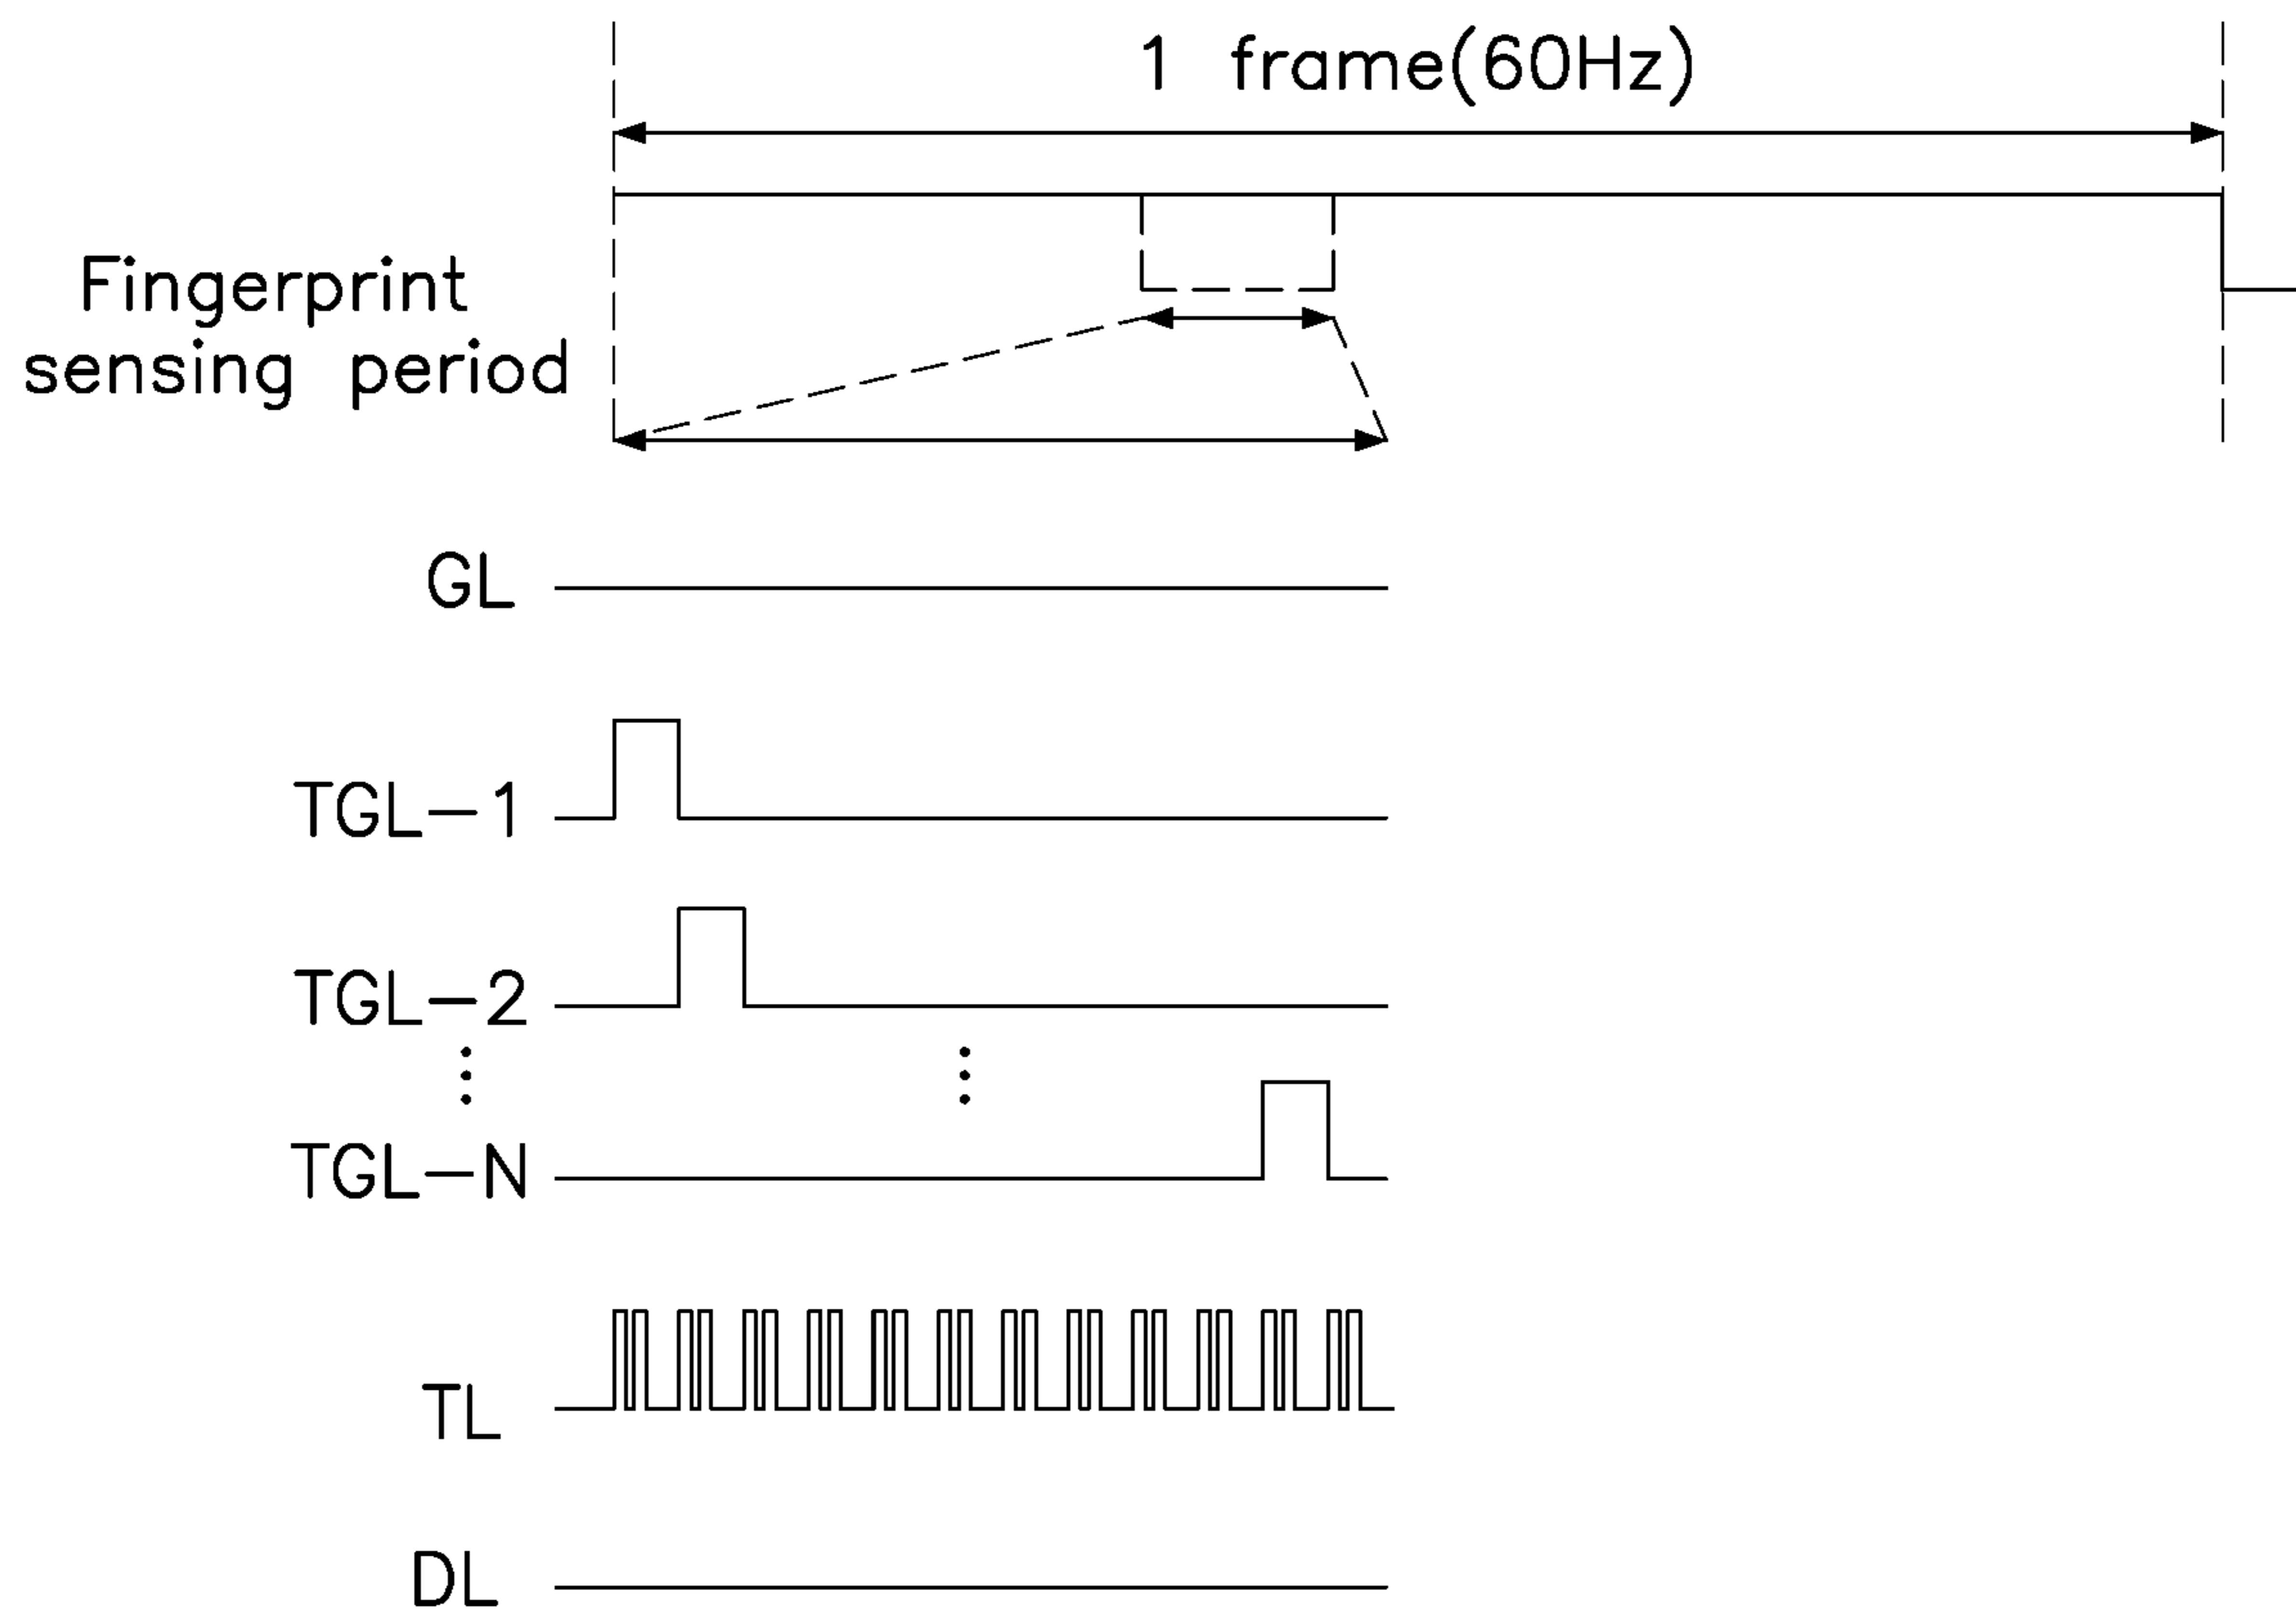 1 frame(60Hz)
Fingerprint
sensing period
GL
TGL-1
TGL-2
TGL-N
TL
DL